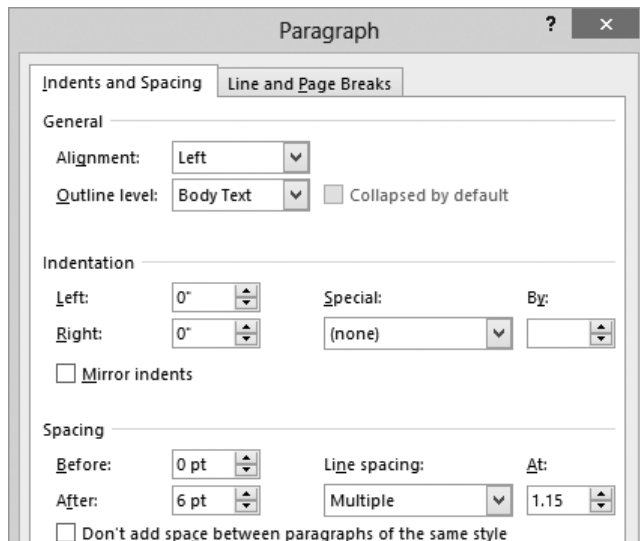 Paragraph ? ×
Indents and Spacing Line and Page Breaks
General
Alignment: Left
Outline level: Body Text Collapsed by default
Indentation
Left: 0" Special: By:
Right: 0" (none)
Mirror indents
Spacing
Before: 0 pt Line spacing: At:
After: 6 pt Multiple 1.15
Don't add space between paragraphs of the same style